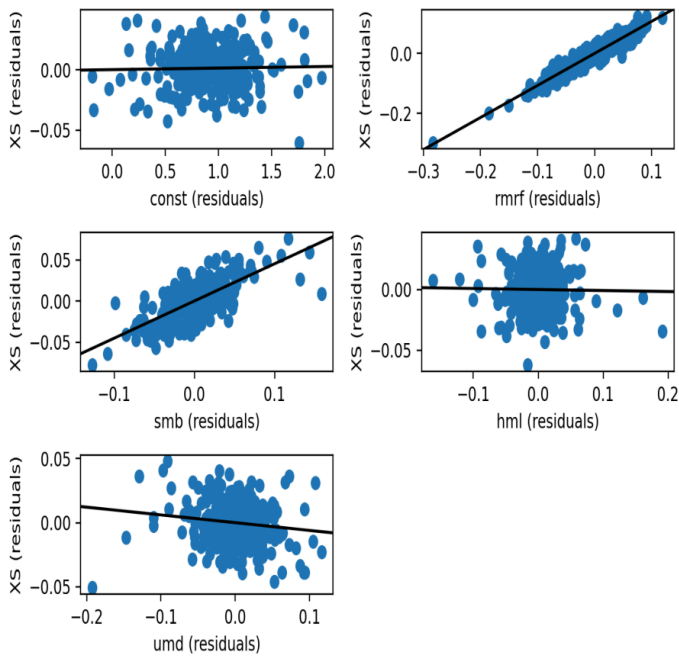 XS (residuals)
0.00
−0.05
0.0 0.5 1.0 1.5 2.0
const (residuals)
XS (residuals)
0.0
−0.2
−0.3 −0.2 −0.1 0.0 0.1
rmrf (residuals)
XS (residuals)
0.05
0.00
−0.05
−0.1 0.0 0.1
smb (residuals)
XS (residuals)
0.00
−0.05
−0.1 0.0 0.1 0.2
hml (residuals)
XS (residuals)
0.05
0.00
−0.05
−0.2 −0.1 0.0 0.1
umd (residuals)